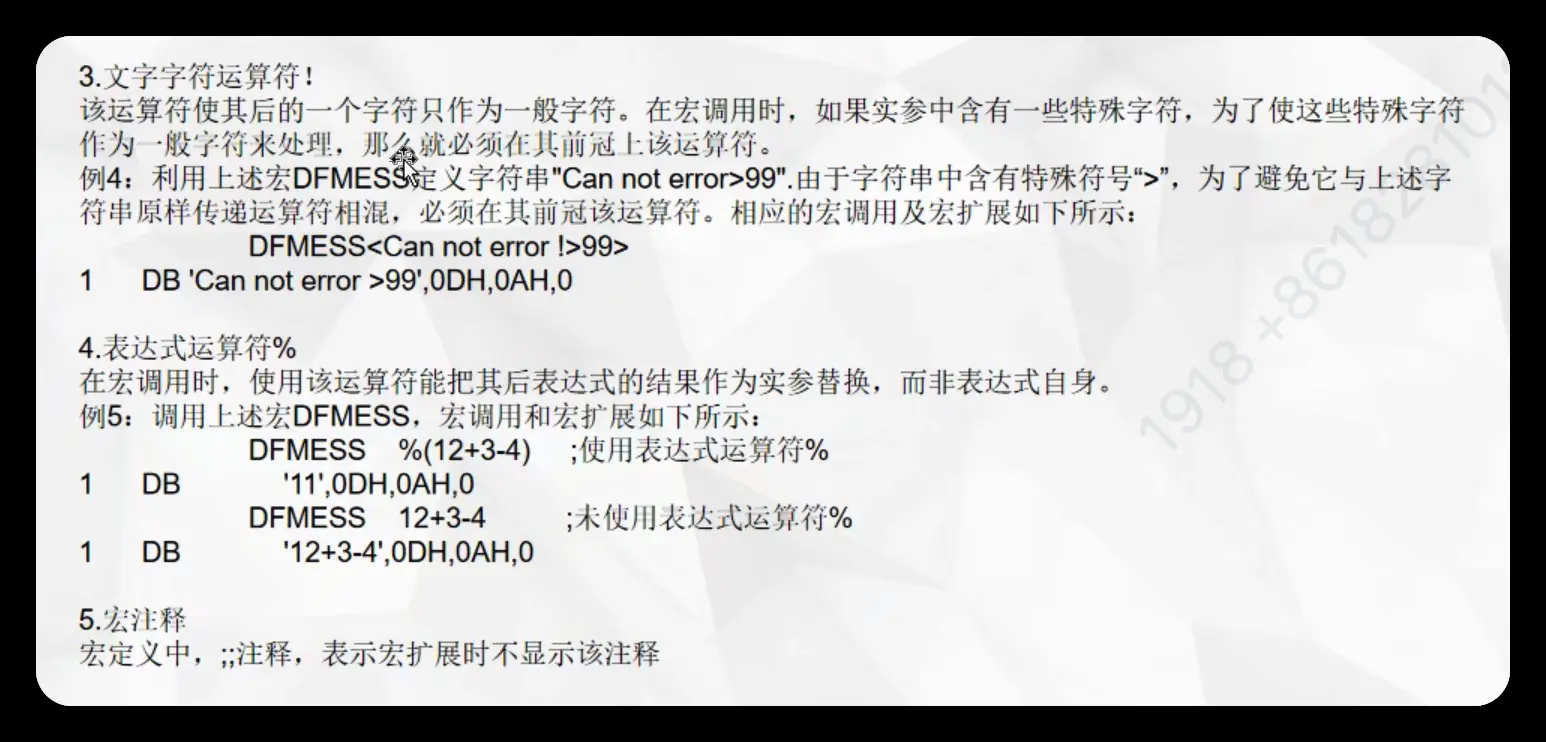 3.文字字符运算符！
该运算符使其后的一个字符只作为一般字符。在宏调用时，如果实参中含有一些特殊字符，为了使这些特殊字符
作为一般字符来处理，那么就必须在其前冠上该运算符。
例4：利用上述宏DFMESS定义字符串"Can not error>99".由于字符串中含有特殊符号“>”，为了避免它与上述字
符串原样传递运算符相混，必须在其前冠该运算符。相应的宏调用及宏扩展如下所示：
DFMESS<Can not error !>99>
1 DB 'Can not error >99',0DH,0AH,0
4.表达式运算符%
在宏调用时，使用该运算符能把其后表达式的结果作为实参替换，而非表达式自身。
例5：调用上述宏DFMESS，宏调用和宏扩展如下所示：
DFMESS %(12+3-4) ;使用表达式运算符%
1 DB '11',0DH,0AH,0
DFMESS 12+3-4 ;未使用表达式运算符%
1 DB '12+3-4',0DH,0AH,0
5.宏注释
宏定义中，;;注释，表示宏扩展时不显示该注释